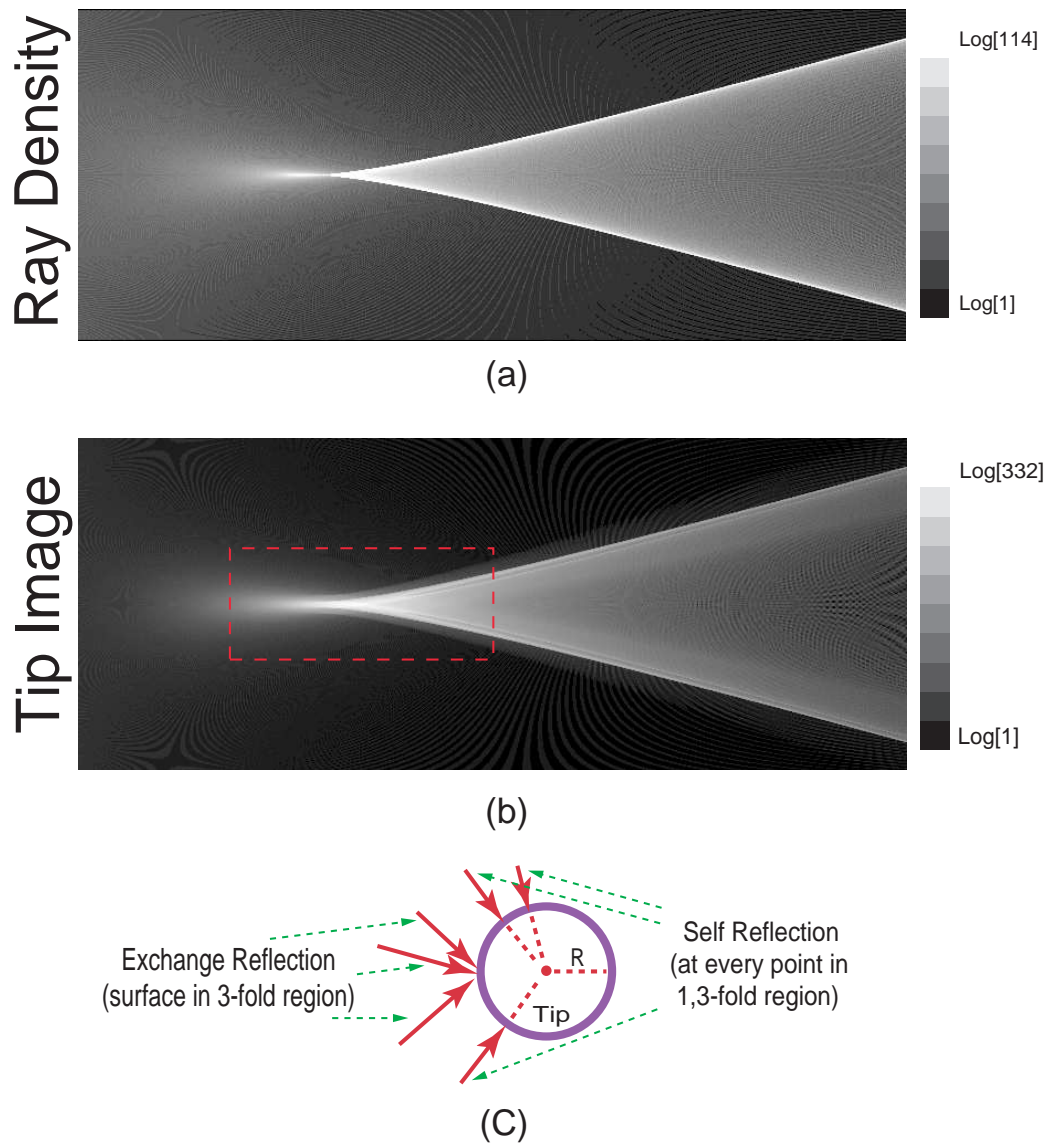 Ray Density
Log[114]
Log[1]
(a)
Tip Image
Log[332]
Log[1]
(b)
Exchange Reflection
(surface in 3-fold region)
R
Tip
Self Reflection
(at every point in
1,3-fold region)
(C)